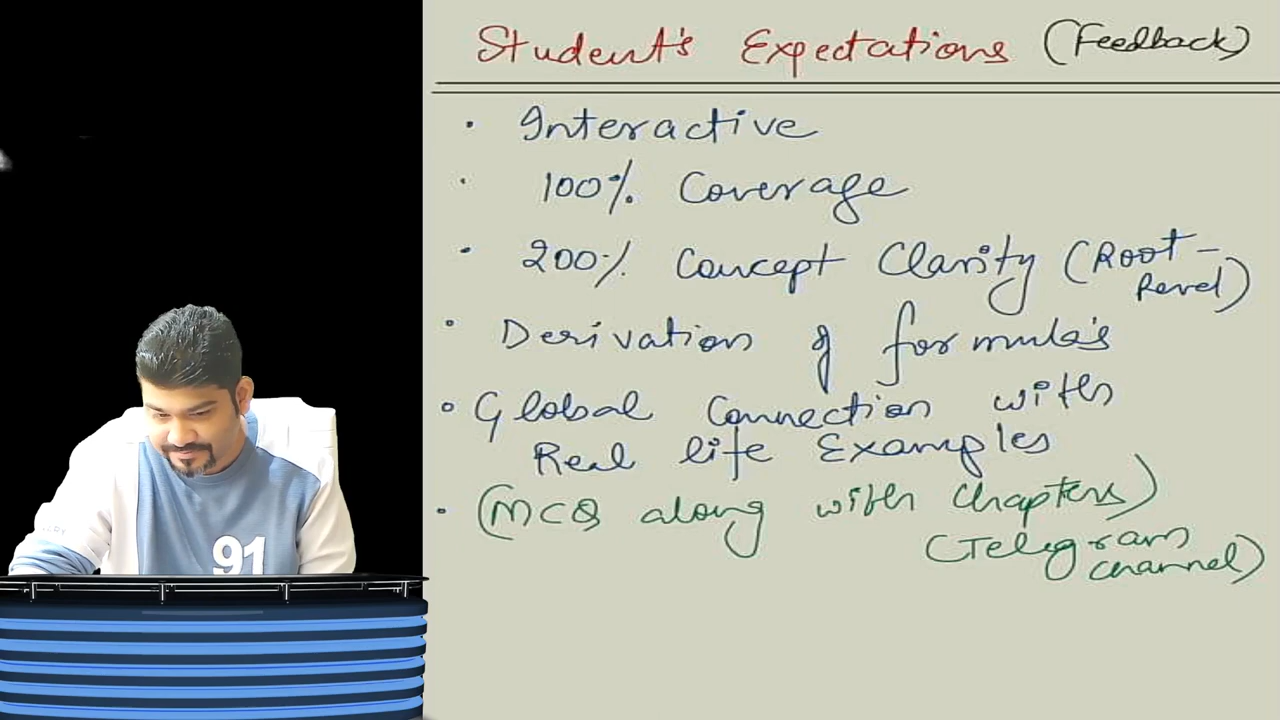 Student's Expectations (Feedback)
• Interactive
• 100% Coverage
• 200% Concept Clarity (Root-
Level)
• Derivation of formula's
• Global Connection with
Real life Examples
• (MCQ along with Chapters)
(Telegram
channel)
91